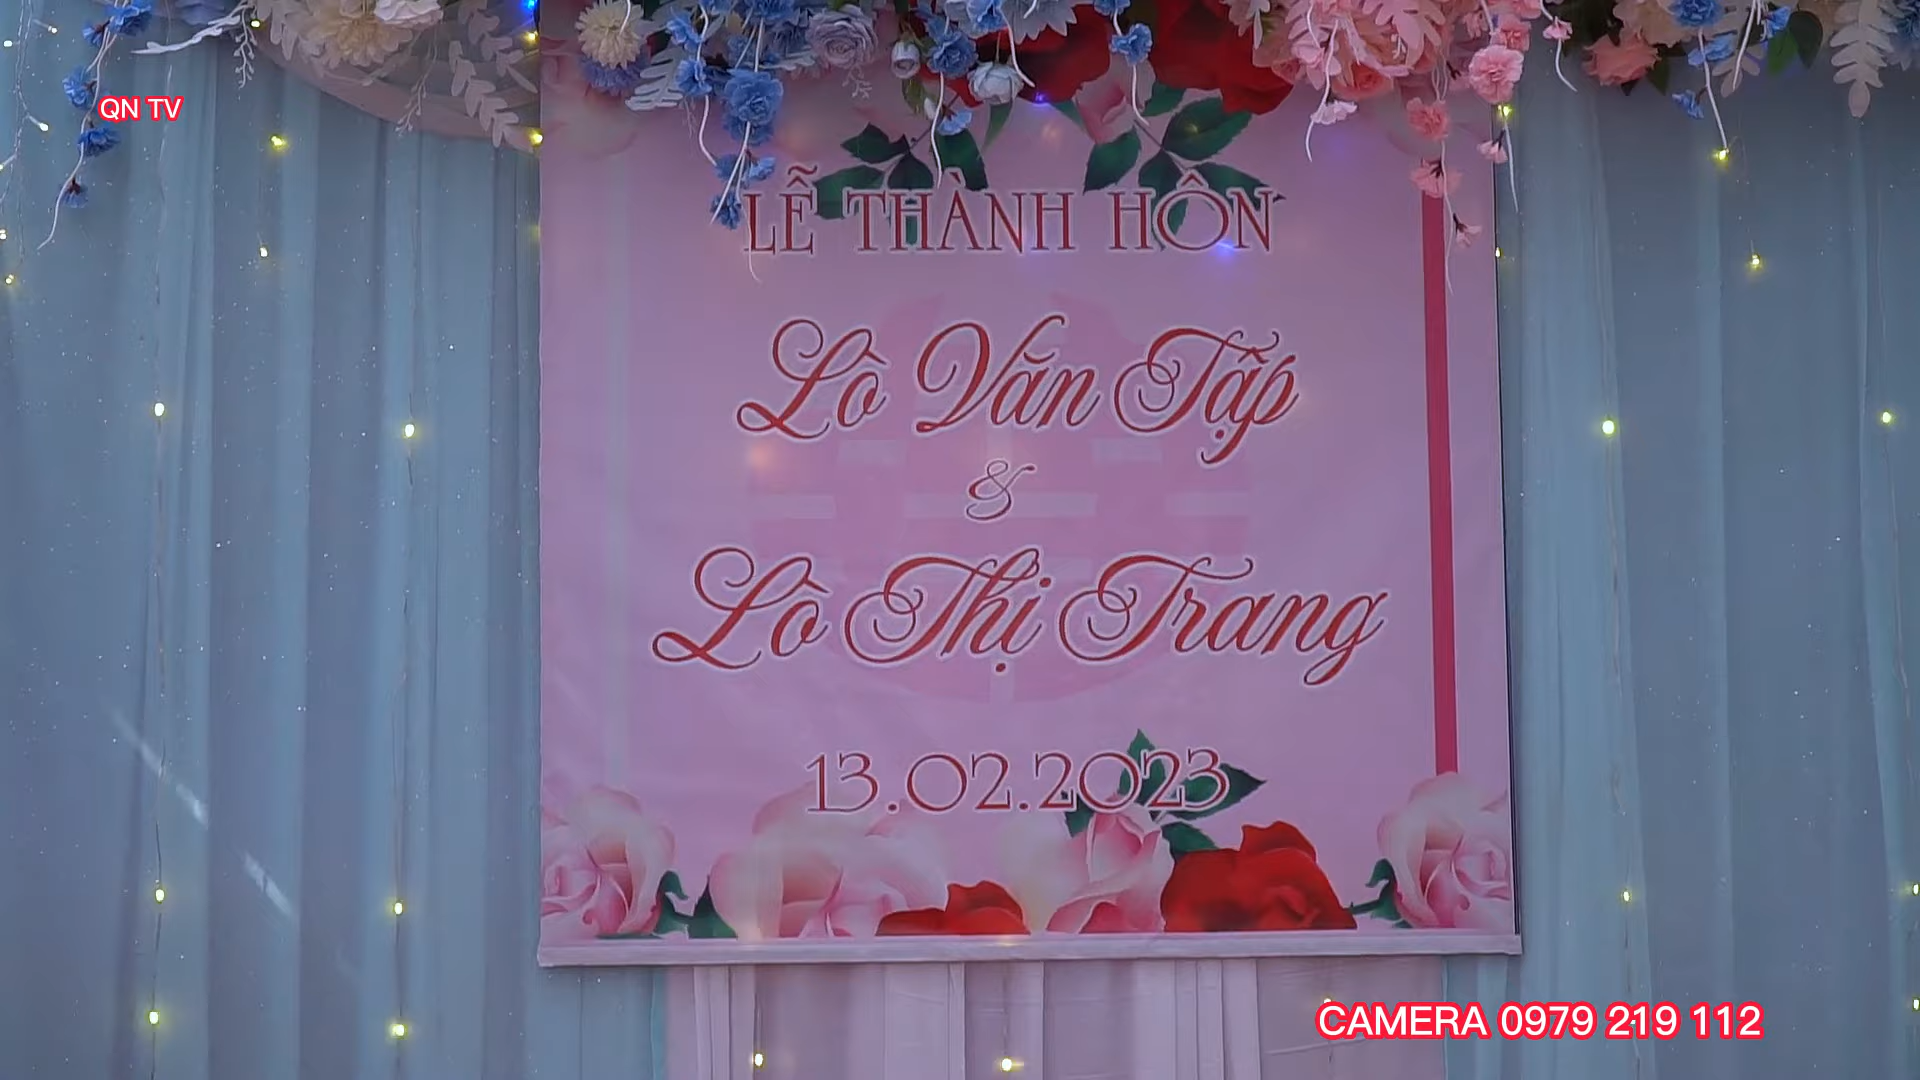 QN TV
LỄ THÀNH HÔN
Lò Văn Tập
&
Lò Thị Trang
13.02.2023
CAMERA 0979 219 112